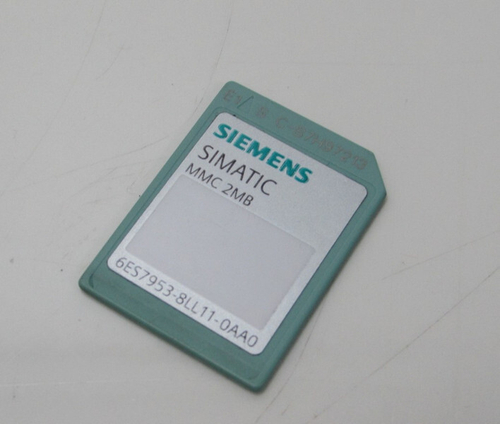 SIEMENS
SIMATIC
MMC 2MB
6ES7953-8LL11-0AA0